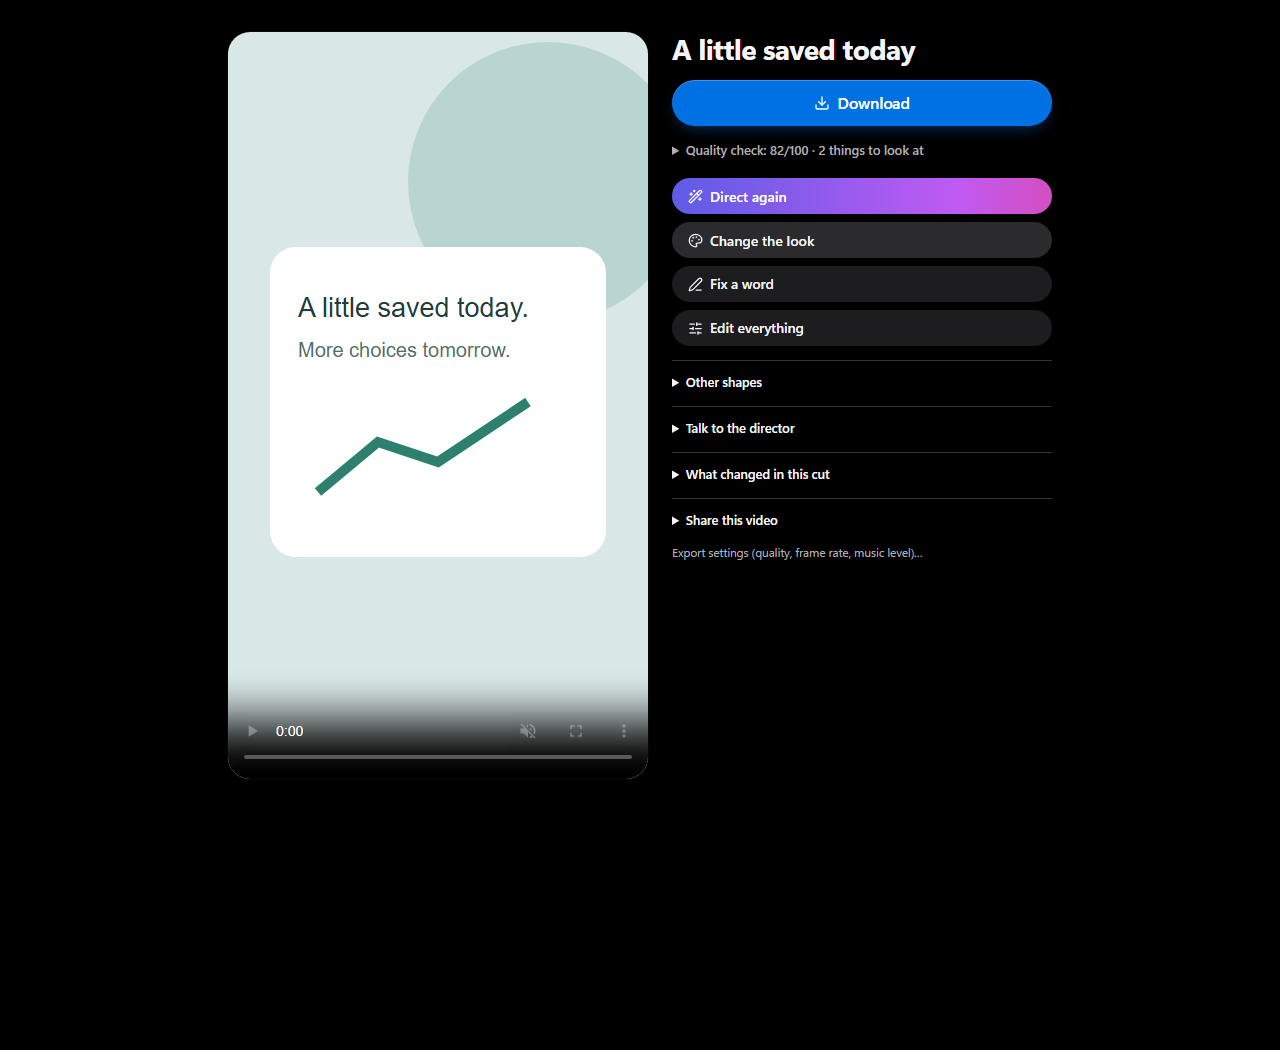 A little saved today.
More choices tomorrow.
0:00
A little saved today
Download
Quality check: 82/100 · 2 things to look at
Direct again
Change the look
Fix a word
Edit everything
Other shapes
Talk to the director
What changed in this cut
Share this video
Export settings (quality, frame rate, music level)...